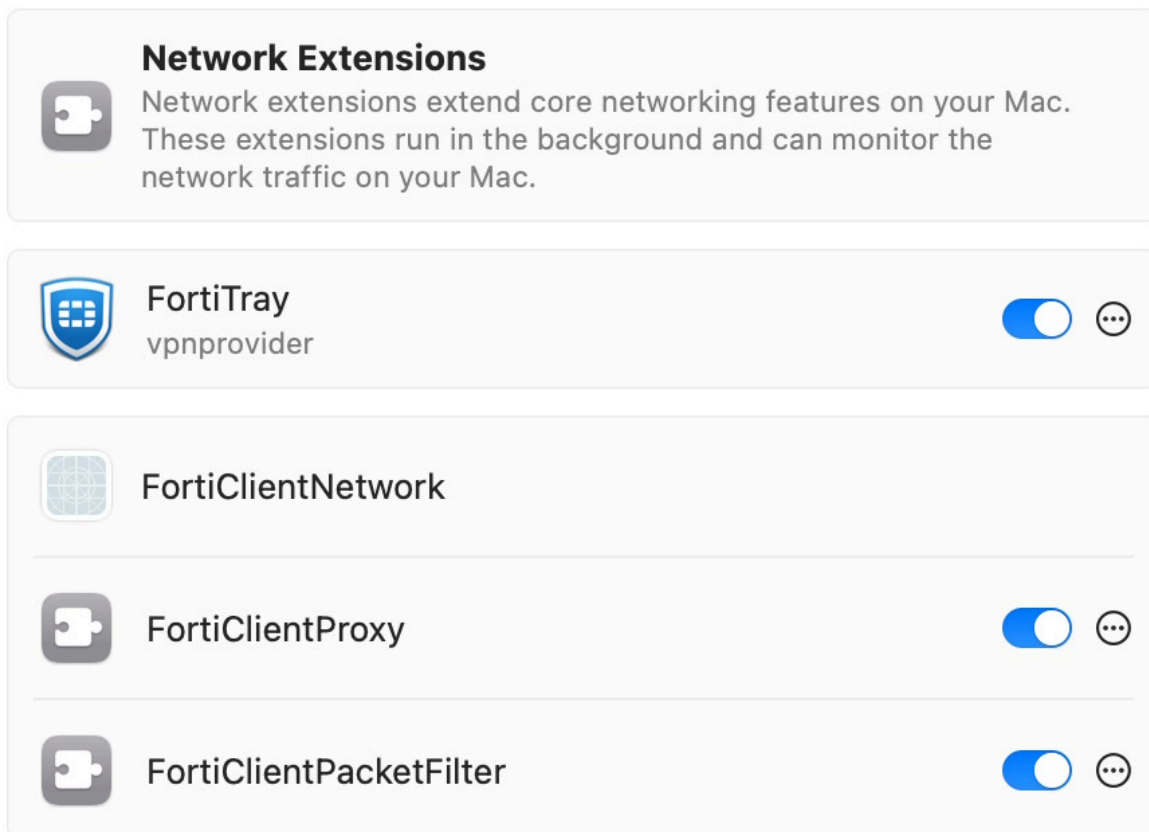 Network Extensions
Network extensions extend core networking features on your Mac.
These extensions run in the background and can monitor the
network traffic on your Mac.
FortiTray
vpnprovider
FortiClientNetwork
FortiClientProxy
FortiClientPacketFilter